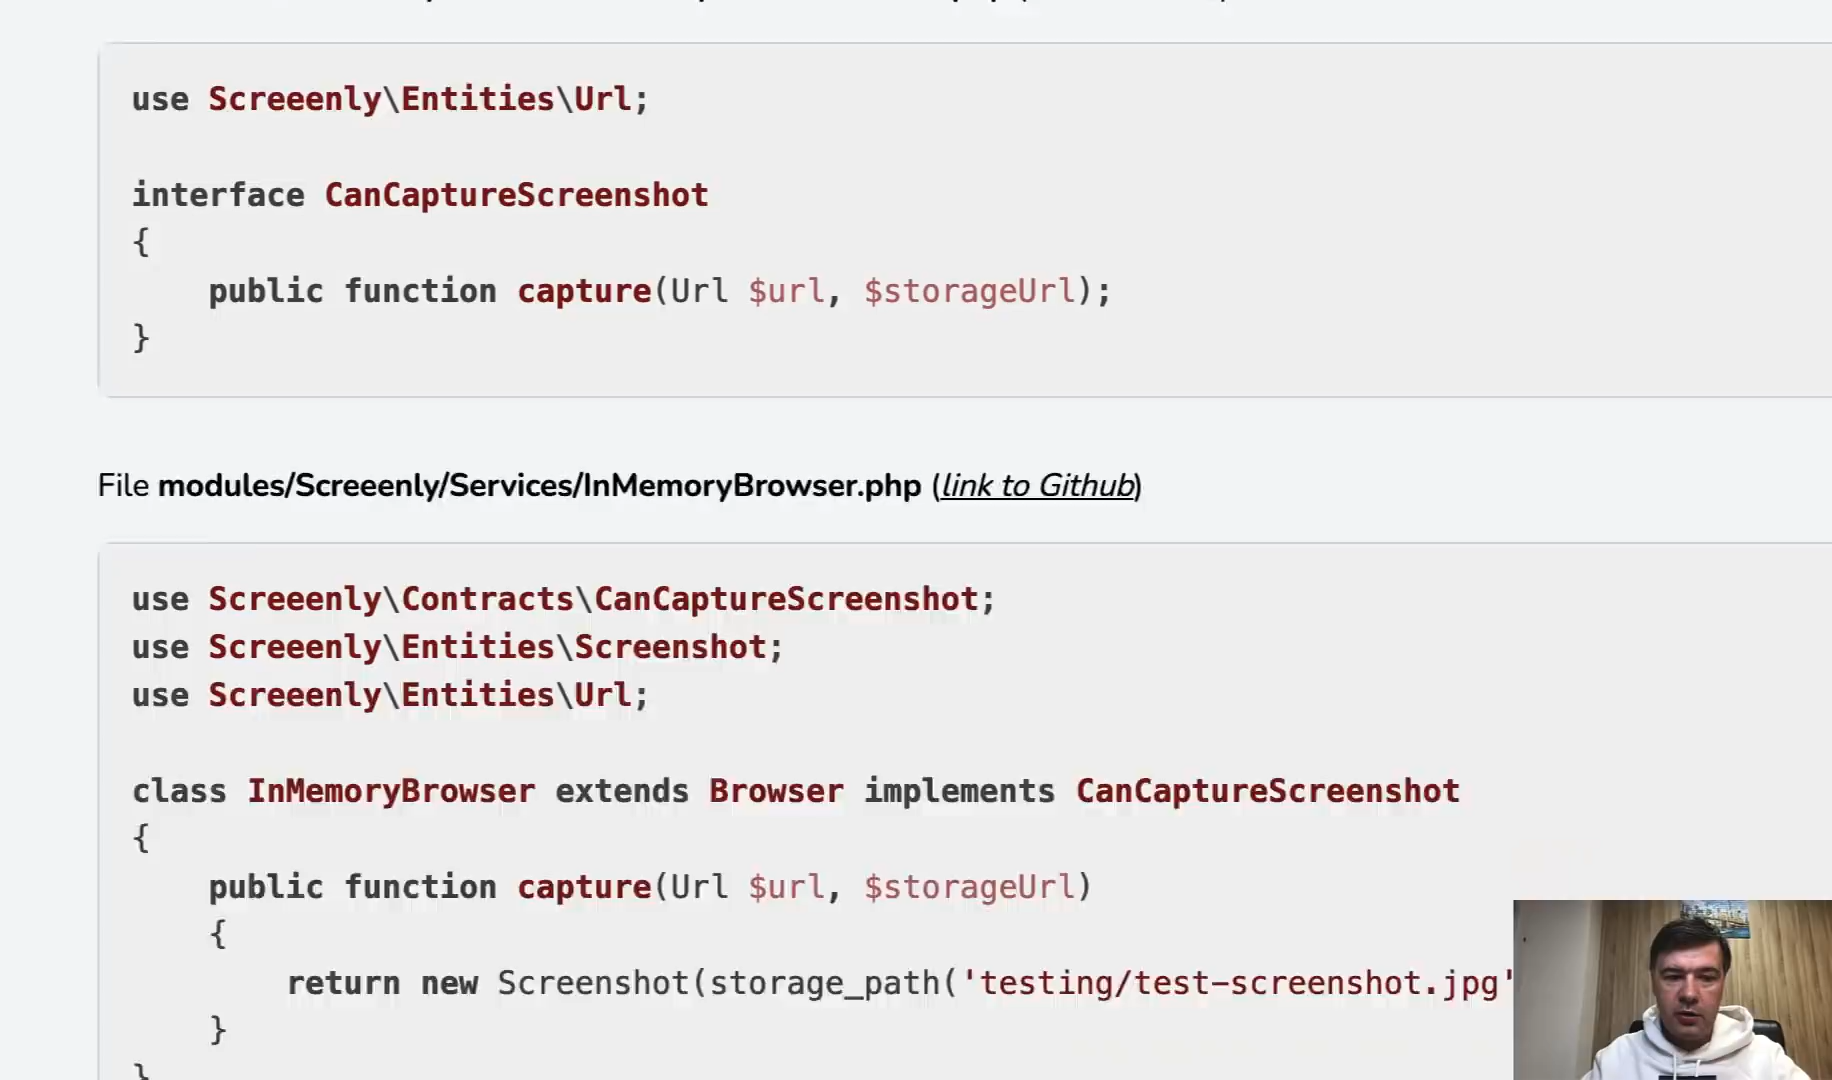 use Screeenly\Entities\Url;
interface CanCaptureScreenshot
{
public function capture(Url $url, $storageUrl);
}
File modules/Screeenly/Services/InMemoryBrowser.php (link to Github)
use Screeenly\Contracts\CanCaptureScreenshot;
use Screeenly\Entities\Screenshot;
use Screeenly\Entities\Url;
class InMemoryBrowser extends Browser implements CanCaptureScreenshot
{
public function capture(Url $url, $storageUrl)
{
return new Screenshot(storage_path('testing/test-screenshot.jpg'
}
}